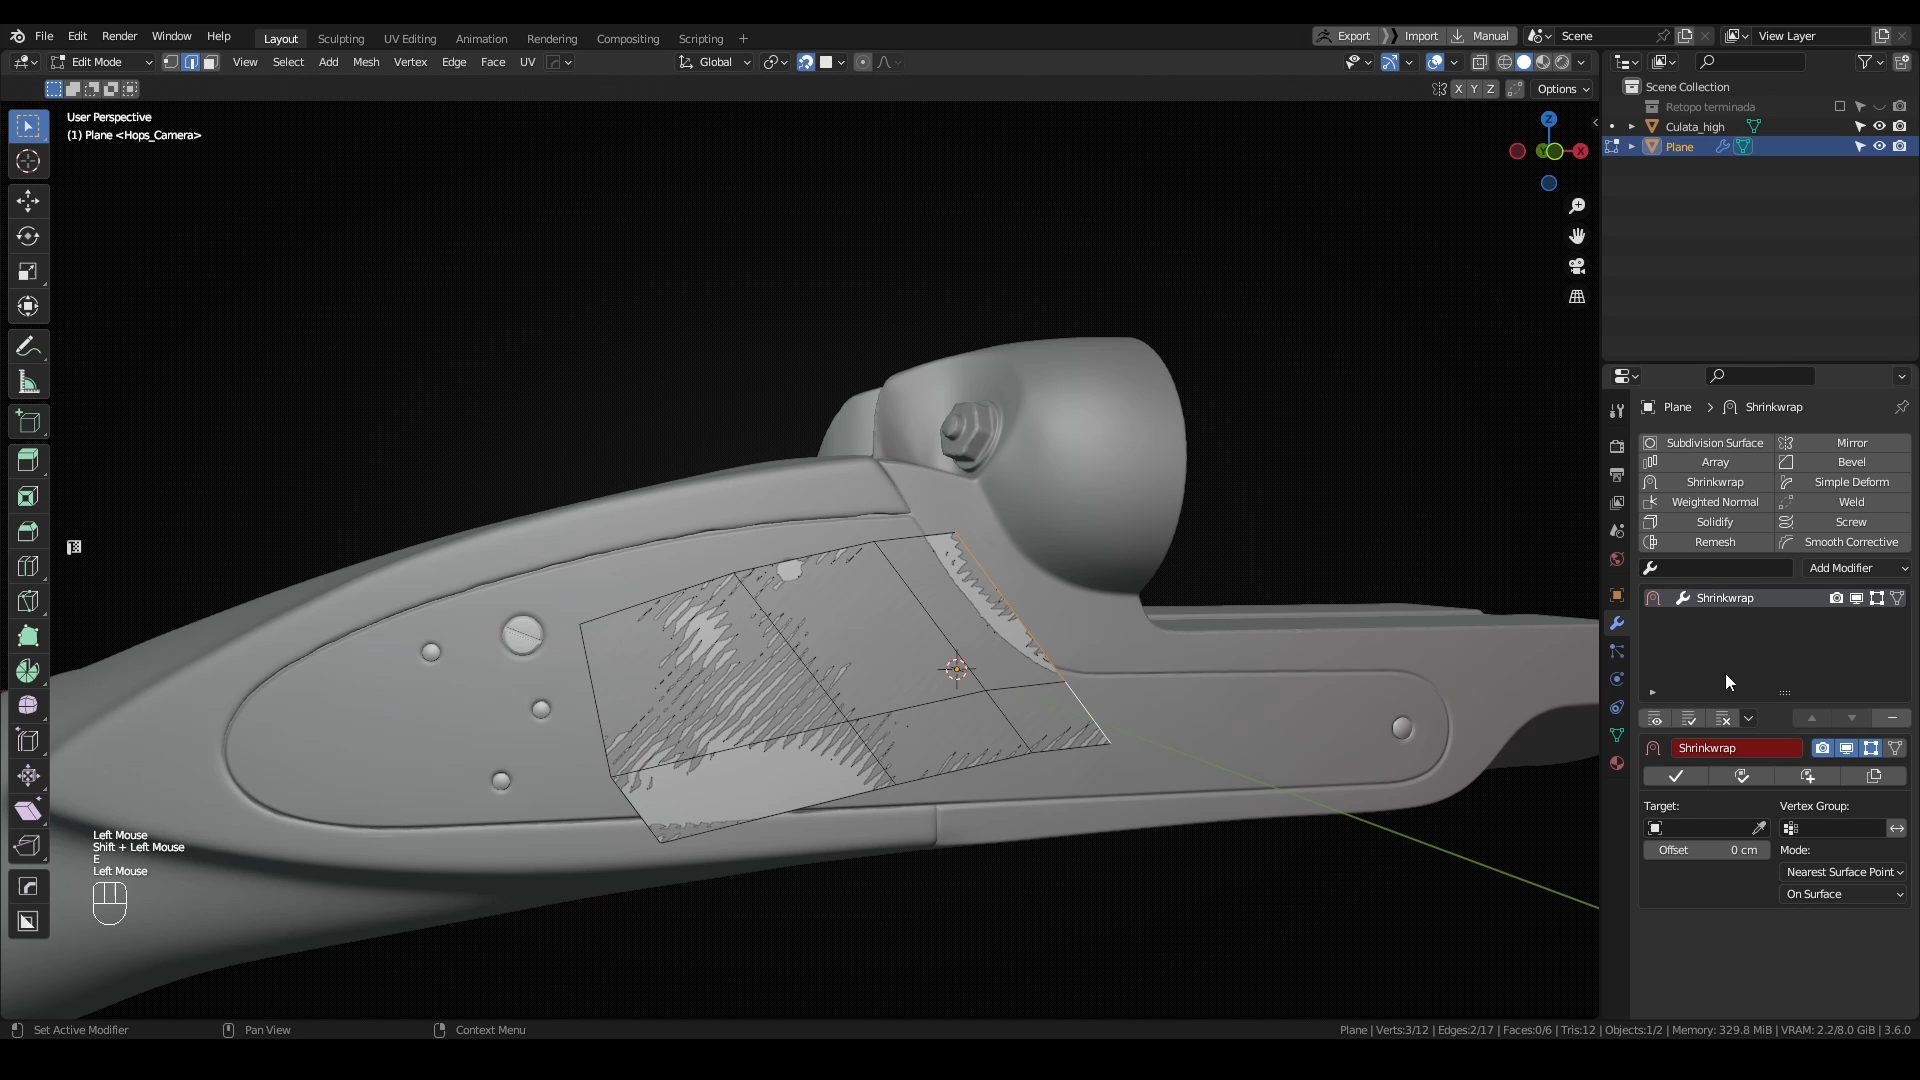 File Edit Render Window Help Layout Sculpting UV Editing Animation Rendering Compositing Scripting +
Export Import Manual Scene View Layer
Edit Mode View Select Add Mesh Vertex Edge Face UV Global
X Y Z Options
User Perspective
(1) Plane <Hops_Camera>
Z
X
Scene Collection
Retopo terminada
Culata_high
Plane
Plane > Shrinkwrap
Subdivision Surface Mirror
Array Bevel
Shrinkwrap Simple Deform
Weighted Normal Weld
Solidify Screw
Remesh Smooth Corrective
Add Modifier
Shrinkwrap
Shrinkwrap
Target: Vertex Group:
Offset 0 cm Mode:
Nearest Surface Point
On Surface
Left Mouse
Shift + Left Mouse
E
Left Mouse
Set Active Modifier Pan View Context Menu
Plane | Verts:3/12 | Edges:2/17 | Faces:0/6 | Tris:12 | Objects:1/2 | Memory: 329.8 MiB | VRAM: 2.2/8.0 GiB | 3.6.0